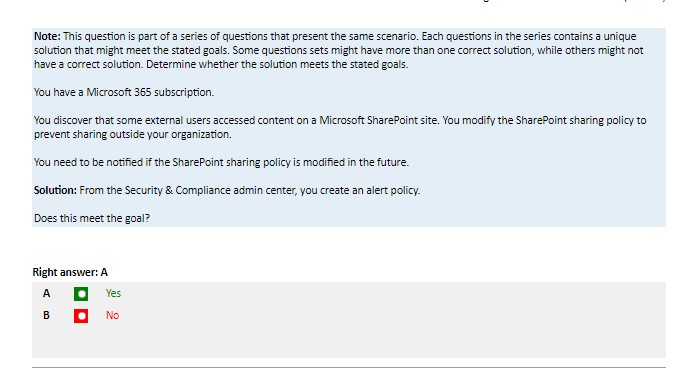 Note: This question is part of a series of questions that present the same scenario. Each questions in the series contains a unique
solution that might meet the stated goals. Some questions sets might have more than one correct solution, while others might not
have a correct solution. Determine whether the solution meets the stated goals.
You have a Microsoft 365 subscription.
You discover that some external users accessed content on a Microsoft SharePoint site. You modify the SharePoint sharing policy to
prevent sharing outside your organization.
You need to be notified if the SharePoint sharing policy is modified in the future.
Solution: From the Security & Compliance admin center, you create an alert policy.
Does this meet the goal?
Right answer: A
A Yes
B No